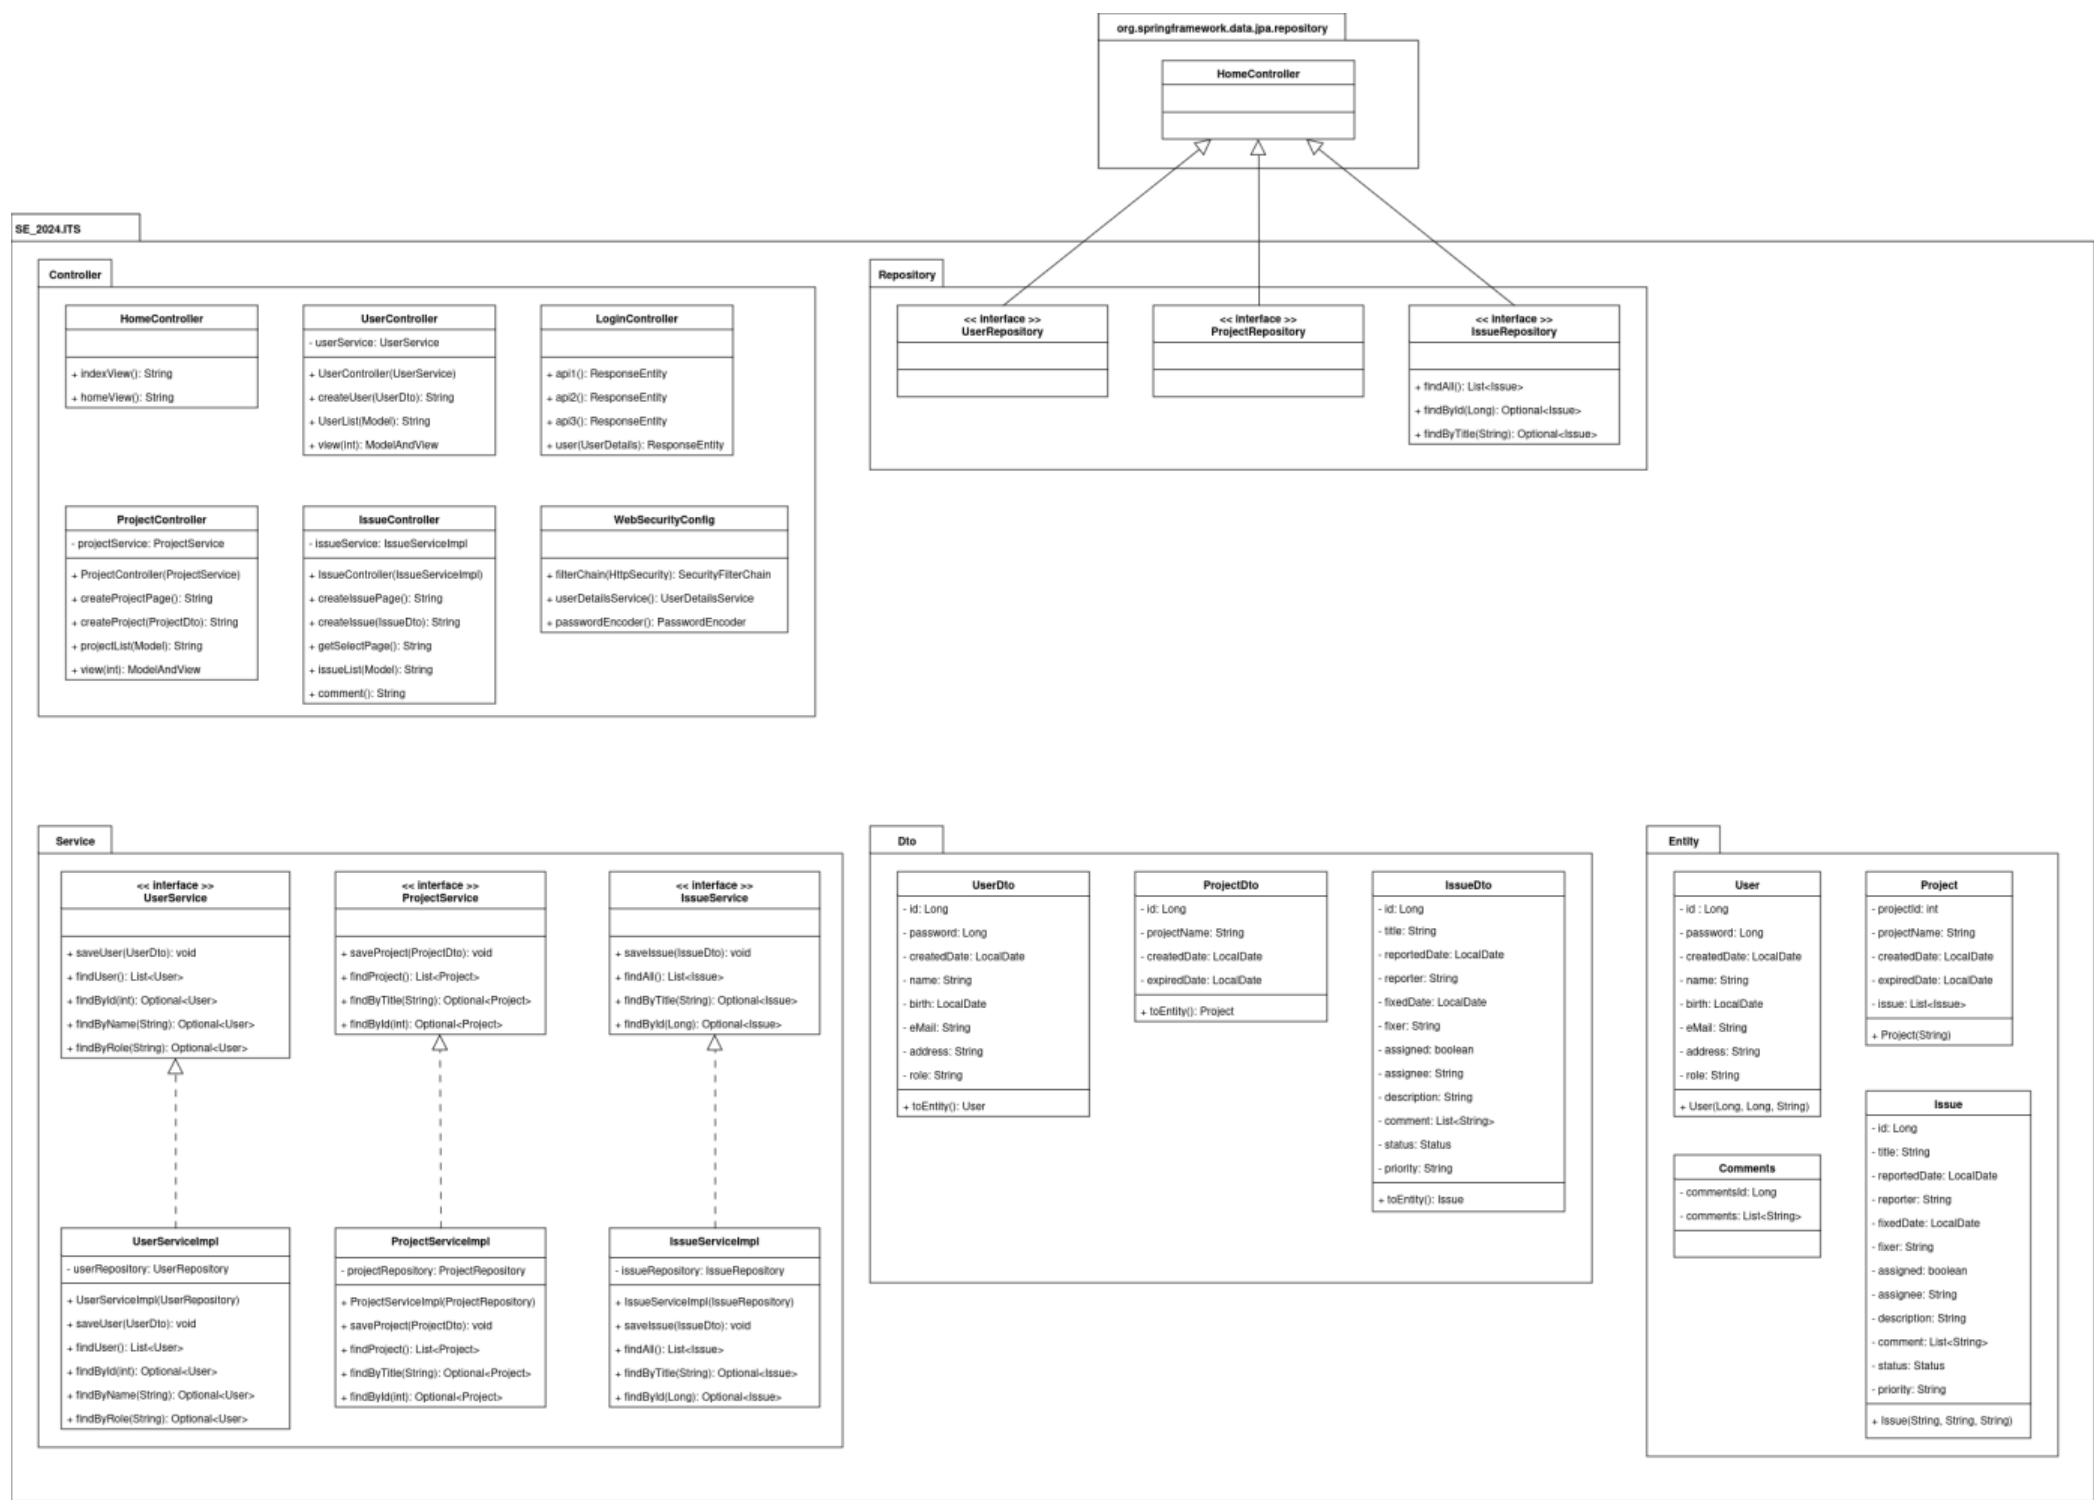 org.springframework.data.jpa.repository
HomeController
SE_2024.ITS
Controller
HomeController
+ indexView(): String
+ homeView(): String
UserController
- userService: UserService
+ UserController(UserService)
+ createUser(UserDto): String
+ UserList(Model): String
+ view(int): ModelAndView
LoginController
+ api1(): ResponseEntity
+ api2(): ResponseEntity
+ api3(): ResponseEntity
+ user(UserDetails): ResponseEntity
ProjectController
- projectService: ProjectService
+ ProjectController(ProjectService)
+ createProjectPage(): String
+ createProject(ProjectDto): String
+ projectList(Model): String
+ view(int): ModelAndView
IssueController
- issueService: IssueServiceImpl
+ IssueController(IssueServiceImpl)
+ createIssuePage(): String
+ createIssue(IssueDto): String
+ getSelectPage(): String
+ issueList(Model): String
+ comment(): String
WebSecurityConfig
+ filterChain(HttpSecurity): SecurityFilterChain
+ userDetailsService(): UserDetailsService
+ passwordEncoder(): PasswordEncoder
Repository
<< interface >>
UserRepository
<< interface >>
ProjectRepository
<< interface >>
IssueRepository
+ findAll(): List<Issue>
+ findById(Long): Optional<Issue>
+ findByTitle(String): Optional<Issue>
Service
<< interface >>
UserService
+ saveUser(UserDto): void
+ findUser(): List<User>
+ findById(int): Optional<User>
+ findByName(String): Optional<User>
+ findByRole(String): Optional<User>
<< interface >>
ProjectService
+ saveProject(ProjectDto): void
+ findProject(): List<Project>
+ findByTitle(String): Optional<Project>
+ findById(int): Optional<Project>
<< interface >>
IssueService
+ saveIssue(IssueDto): void
+ findAll(): List<Issue>
+ findByTitle(String): Optional<Issue>
+ findById(Long): Optional<Issue>
UserServiceImpl
- userRepository: UserRepository
+ UserServiceImpl(UserRepository)
+ saveUser(UserDto): void
+ findUser(): List<User>
+ findById(int): Optional<User>
+ findByName(String): Optional<User>
+ findByRole(String): Optional<User>
ProjectServiceImpl
- projectRepository: ProjectRepository
+ ProjectServiceImpl(ProjectRepository)
+ saveProject(ProjectDto): void
+ findProject(): List<Project>
+ findByTitle(String): Optional<Project>
+ findById(int): Optional<Project>
IssueServiceImpl
- issueRepository: IssueRepository
+ IssueServiceImpl(IssueRepository)
+ saveIssue(IssueDto): void
+ findAll(): List<Issue>
+ findByTitle(String): Optional<Issue>
+ findById(Long): Optional<Issue>
Dto
UserDto
- id: Long
- password: Long
- createdDate: LocalDate
- name: String
- birth: LocalDate
- eMail: String
- address: String
- role: String
+ toEntity(): User
ProjectDto
- id: Long
- projectName: String
- createdDate: LocalDate
- expiredDate: LocalDate
+ toEntity(): Project
IssueDto
- id: Long
- title: String
- reportedDate: LocalDate
- reporter: String
- fixedDate: LocalDate
- fixer: String
- assigned: boolean
- assignee: String
- description: String
- comment: List<String>
- status: Status
- priority: String
+ toEntity(): Issue
Entity
User
- id : Long
- password: Long
- createdDate: LocalDate
- name: String
- birth: LocalDate
- eMail: String
- address: String
- role: String
+ User(Long, Long, String)
Project
- projectId: int
- projectName: String
- createdDate: LocalDate
- expiredDate: LocalDate
- issue: List<Issue>
+ Project(String)
Comments
- commentsId: Long
- comments: List<String>
Issue
- id: Long
- title: String
- reportedDate: LocalDate
- reporter: String
- fixedDate: LocalDate
- fixer: String
- assigned: boolean
- assignee: String
- description: String
- comment: List<String>
- status: Status
- priority: String
+ Issue(String, String, String)